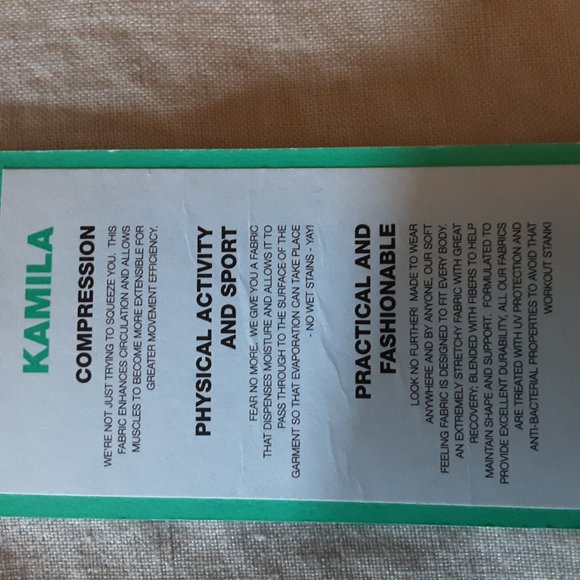 KAMILA
COMPRESSION
WE'RE NOT JUST TRYING TO SQUEEZE YOU. THIS
FABRIC ENHANCES CIRCULATION AND ALLOWS
MUSCLES TO BECOME MORE EXTENSIBLE FOR
GREATER MOVEMENT EFFICIENCY.
PHYSICAL ACTIVITY
AND SPORT
FEAR NO MORE.. WE GIVE YOU A FABRIC
THAT DISPENSES MOISTURE AND ALLOWS IT TO
PASS THROUGH TO THE SURFACE OF THE
GARMENT SO THAT EVAPORATION CAN TAKE PLACE
- NO WET STAINS - YAY!
PRACTICAL AND
FASHIONABLE
LOOK NO FURTHER! MADE TO WEAR
ANYWHERE AND BY ANYONE, OUR SOFT
FEELING FABRIC IS DESIGNED TO FIT EVERY BODY.
AN EXTREMELY STRETCHY FABRIC WITH GREAT
RECOVERY: BLENDED WITH FIBERS TO HELP
MAINTAIN SHAPE AND SUPPORT. FORMULATED TO
PROVIDE EXCELLENT DURABILITY, ALL OUR FABRICS
ARE TREATED WITH UV PROTECTION AND
ANTI-BACTERIAL PROPERTIES TO AVOID THAT
WORKOUT STANK!